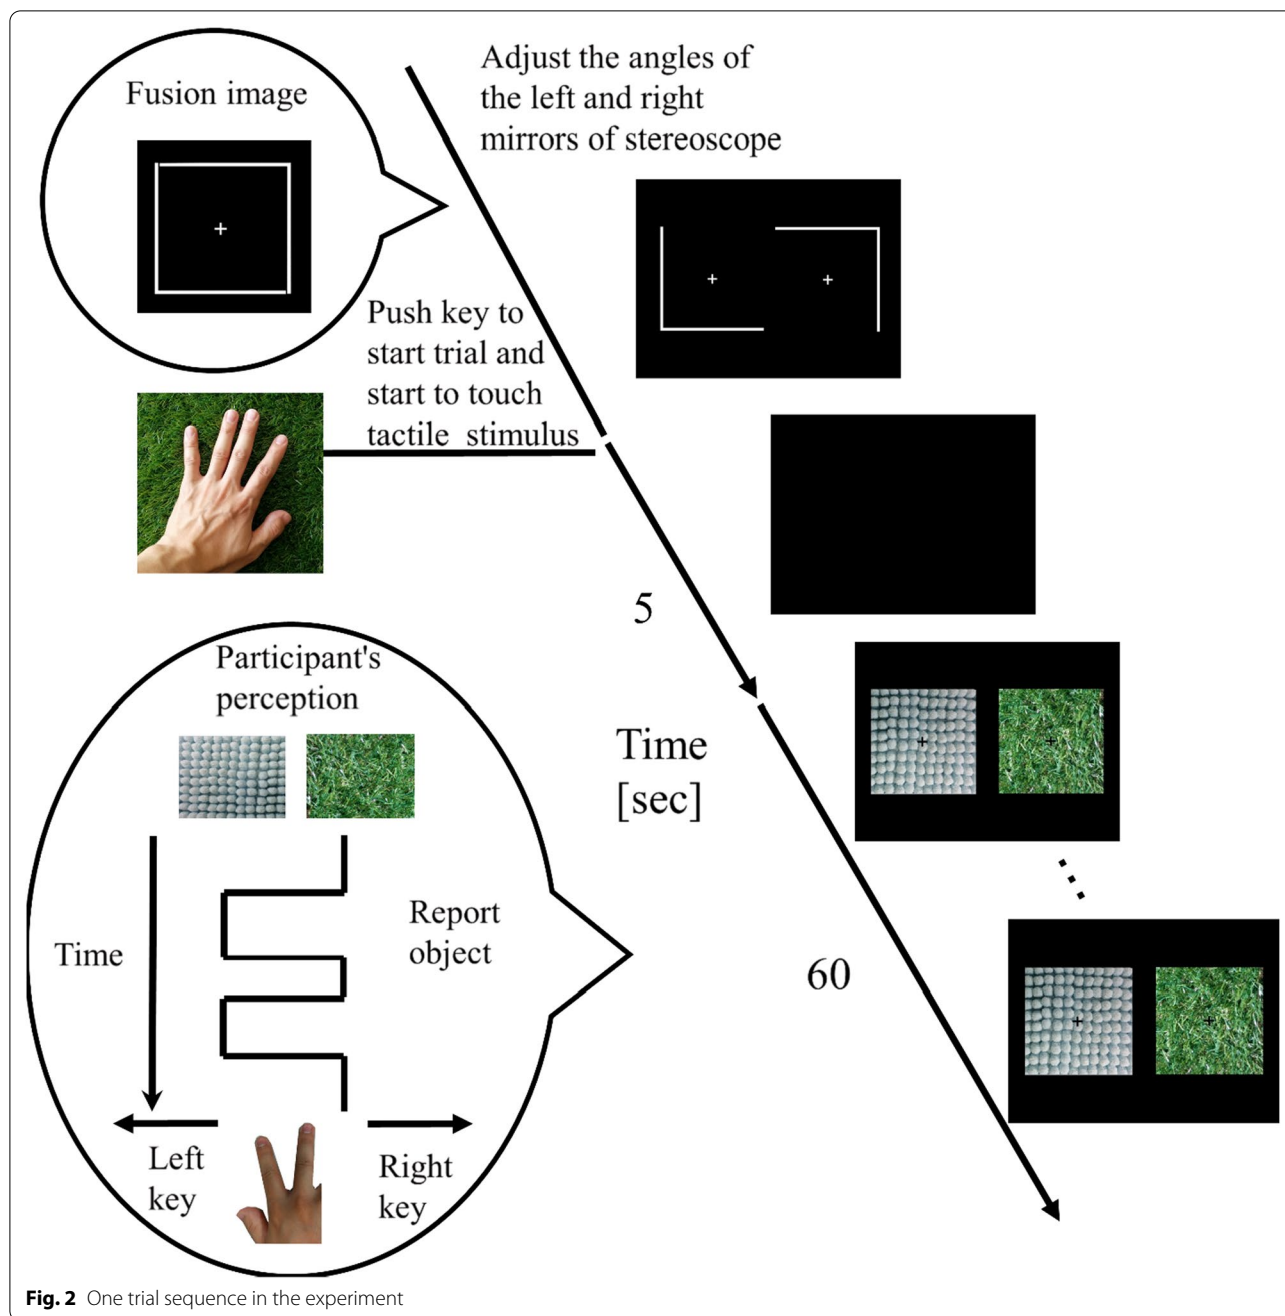 Fusion image
Adjust the angles of
the left and right
mirrors of stereoscope
Push key to
start trial and
start to touch
tactile stimulus
5
Time
[sec]
60
Participant's
perception
Time
Report
object
Left
key
Right
key
Fig. 2 One trial sequence in the experiment